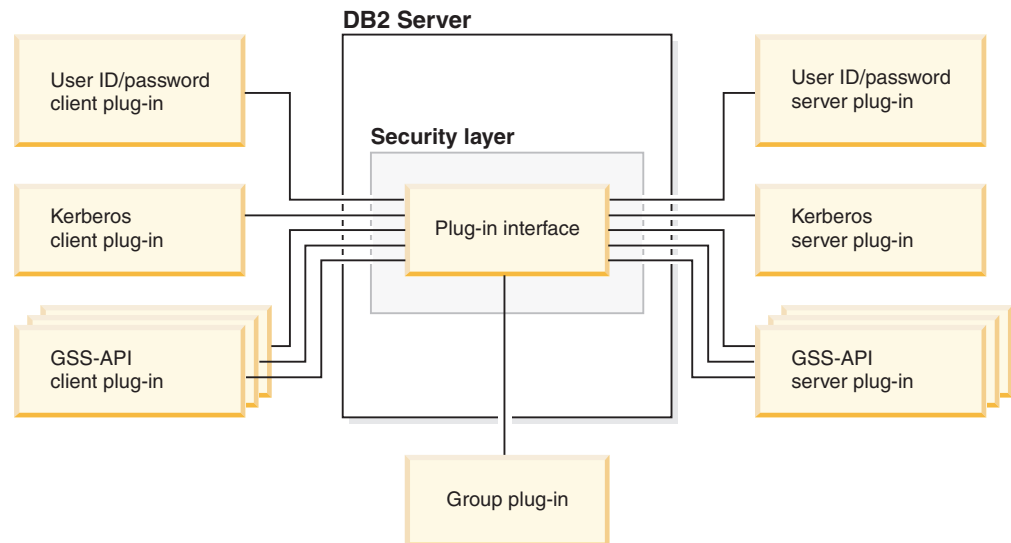 DB2 Server
User ID/password
client plug-in
User ID/password
server plug-in
Security layer
Kerberos
client plug-in
Plug-in interface
Kerberos
server plug-in
GSS-API
client plug-in
GSS-API
server plug-in
Group plug-in